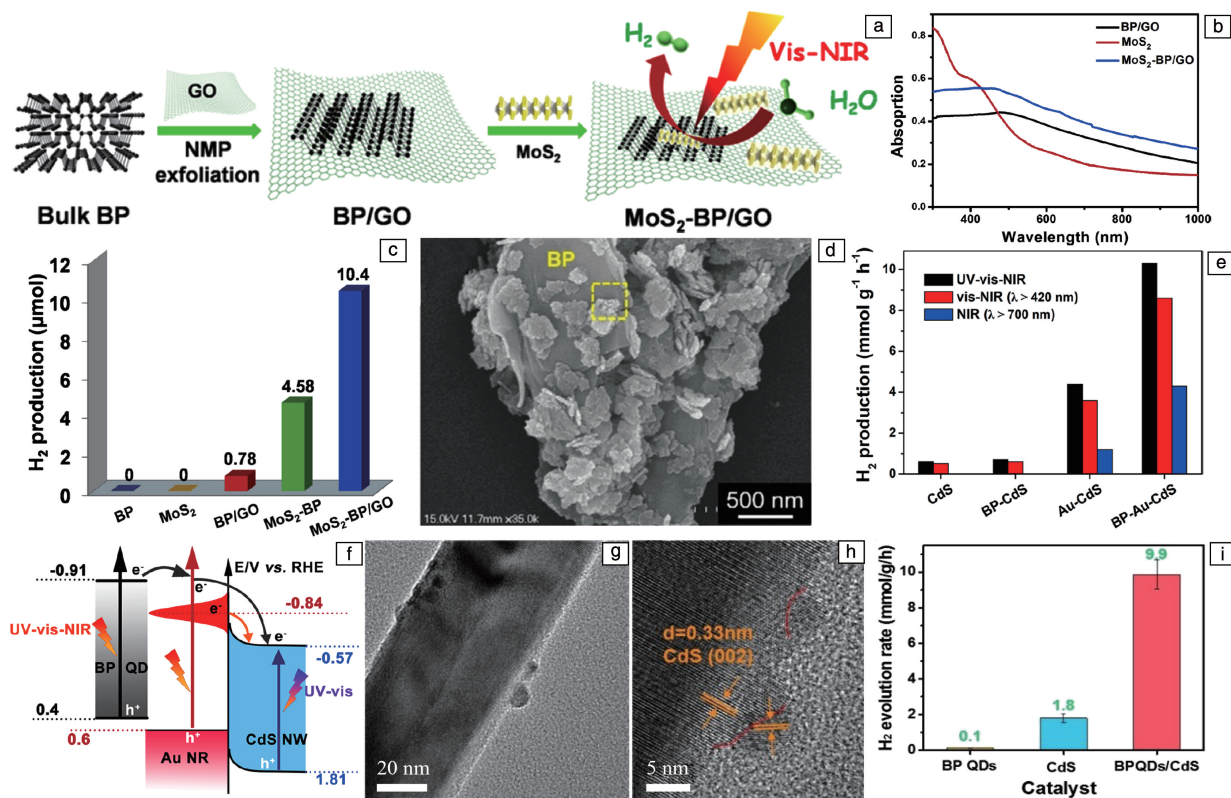 a
Bulk BP
GO
NMP
exfoliation
BP/GO
MoS₂
H₂
Vis-NIR
H₂O
MoS₂-BP/GO
b
BP/GO
MoS₂
MoS₂-BP/GO
Absoprtion
0.8
0.6
0.4
0.2
0.0
400
600
800
1000
Wavelength (nm)
c
H₂ production (μmol)
12
10
8
6
4
2
0
0
0
0.78
4.58
10.4
BP
MoS₂
BP/GO
MoS₂-BP
MoS₂-BP/GO
d
BP
15.0kV 11.7mm x35.0k
500 nm
e
UV-vis-NIR
vis-NIR (λ > 420 nm)
NIR (λ > 700 nm)
H₂ production (mmol g⁻¹ h⁻¹)
10
8
6
4
2
0
CdS
BP-CdS
Au-CdS
BP-Au-CdS
f
E/V vs. RHE
-0.91
e⁻
e⁻
e⁻
e⁻
-0.84
-0.57
UV-vis-NIR
BP QD
UV-vis
0.4
h⁺
0.6
h⁺
Au NR
CdS NW
h⁺
1.81
g
20 nm
h
d=0.33nm
CdS (002)
5 nm
i
H₂ evolution rate (mmol/g/h)
10
8
6
4
2
0
0.1
1.8
9.9
BP QDs
CdS
BPQDs/CdS
Catalyst